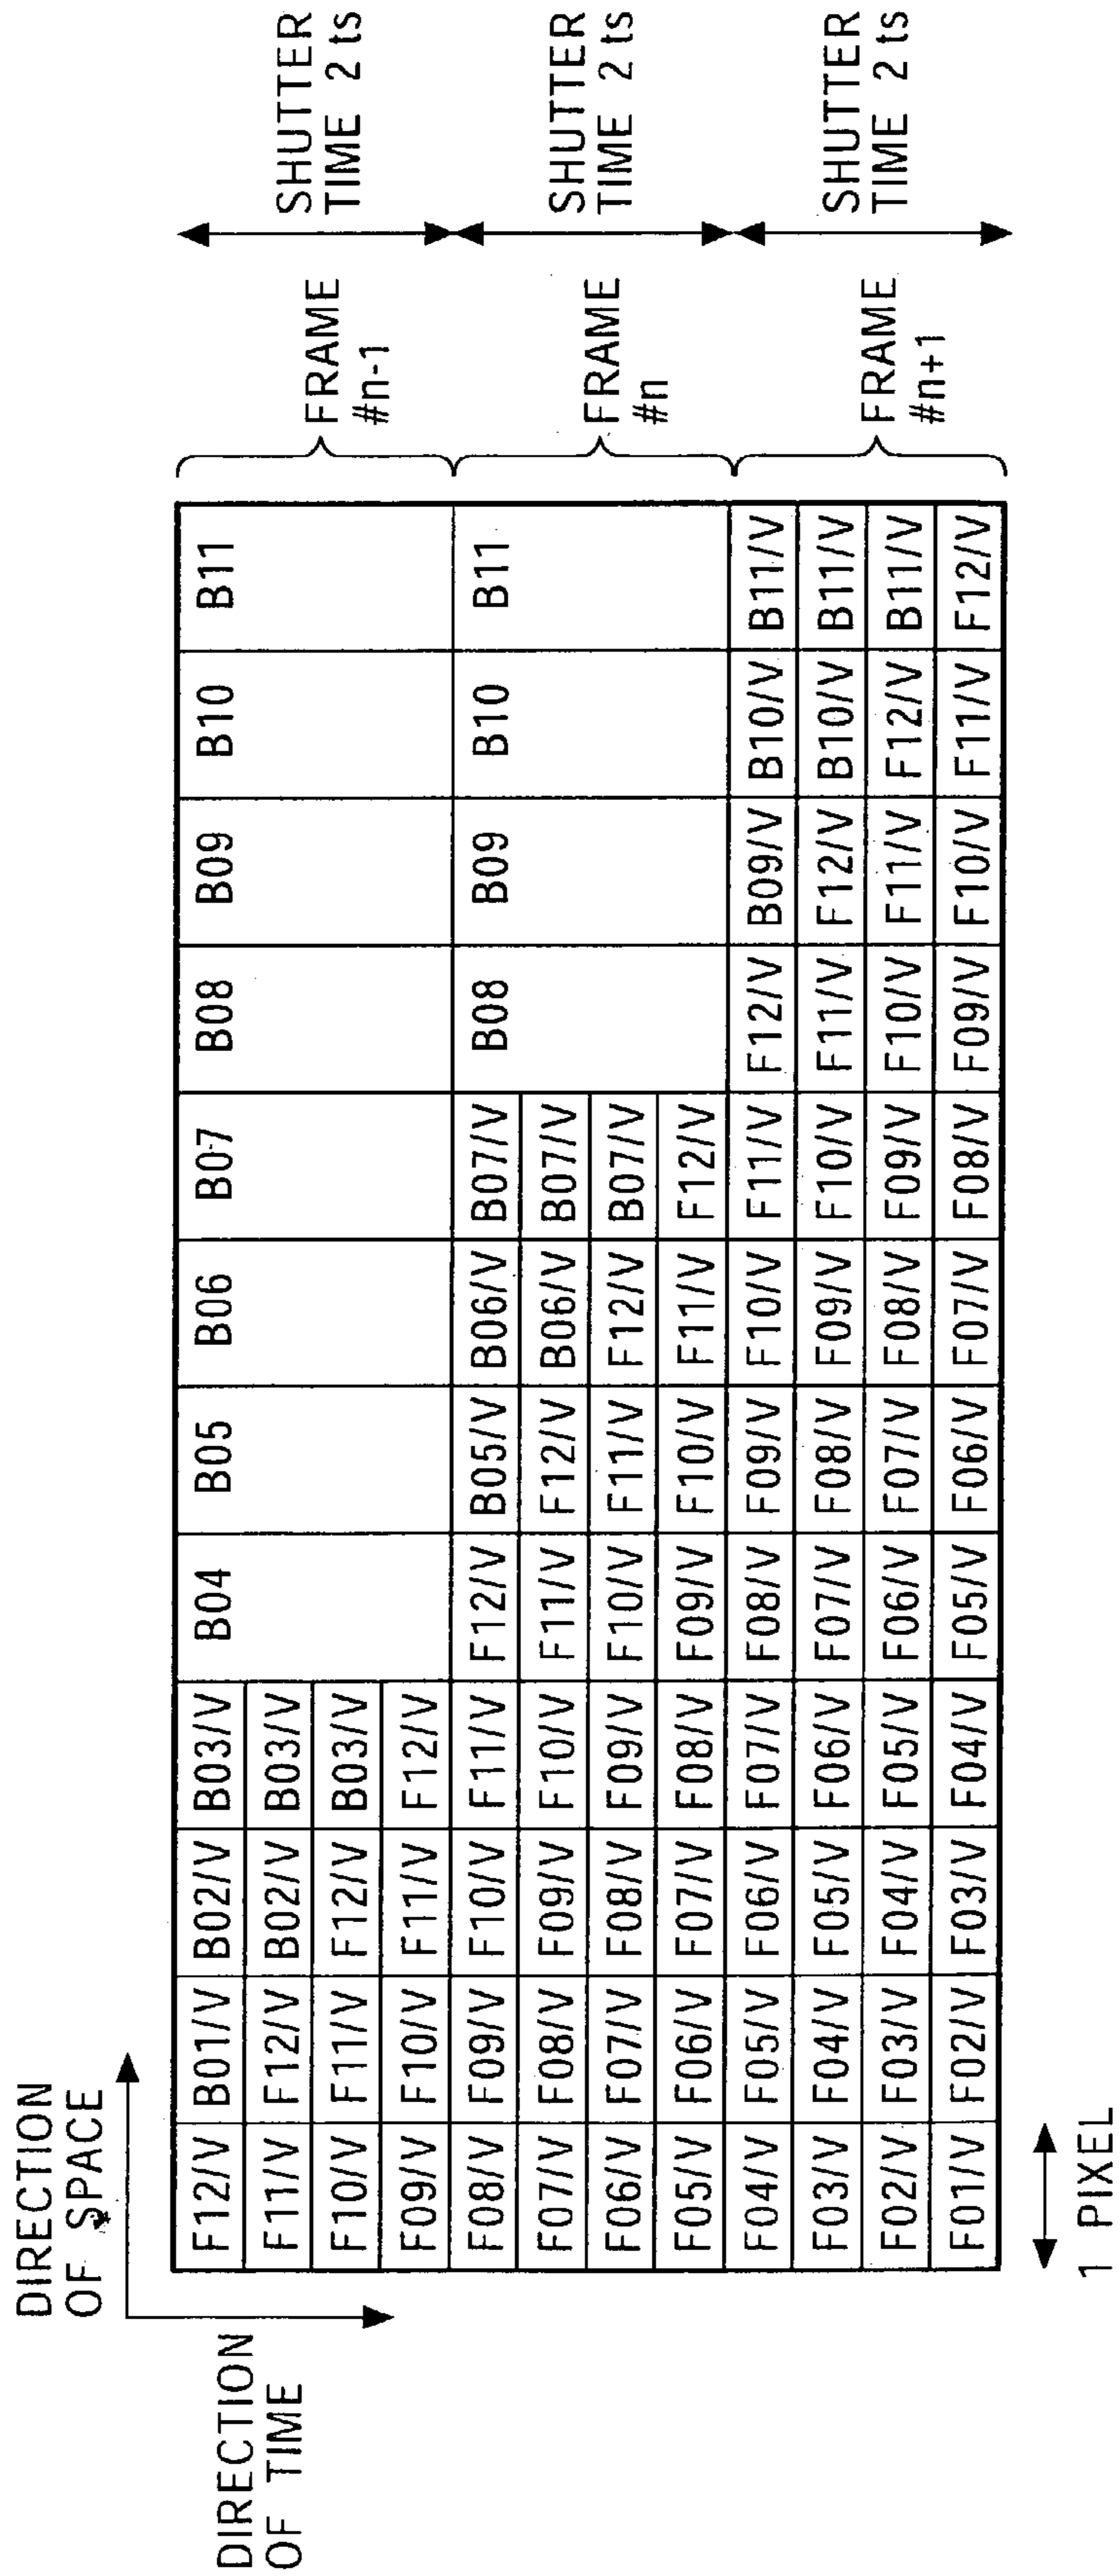 DIRECTION
OF SPACE
DIRECTION
OF TIME
F12/V B01/V B02/V B03/V B04 B05 B06 B07 B08 B09 B10 B11
F11/V F12/V B02/V B03/V
F10/V F11/V F12/V B03/V
F09/V F10/V F11/V F12/V
FRAME
#n-1
SHUTTER
TIME 2 ts
F08/V F09/V F10/V F11/V F12/V B05/V B06/V B07/V B08 B09 B10 B11
F07/V F08/V F09/V F10/V F11/V F12/V B06/V B07/V
F06/V F07/V F08/V F09/V F10/V F11/V F12/V B07/V
F05/V F06/V F07/V F08/V F09/V F10/V F11/V F12/V
FRAME
#n
SHUTTER
TIME 2 ts
F04/V F05/V F06/V F07/V F08/V F09/V F10/V F11/V F12/V B09/V B10/V B11/V
F03/V F04/V F05/V F06/V F07/V F08/V F09/V F10/V F11/V F12/V B10/V B11/V
F02/V F03/V F04/V F05/V F06/V F07/V F08/V F09/V F10/V F11/V F12/V B11/V
F01/V F02/V F03/V F04/V F05/V F06/V F07/V F08/V F09/V F10/V F11/V F12/V
FRAME
#n+1
SHUTTER
TIME 2 ts
1 PIXEL